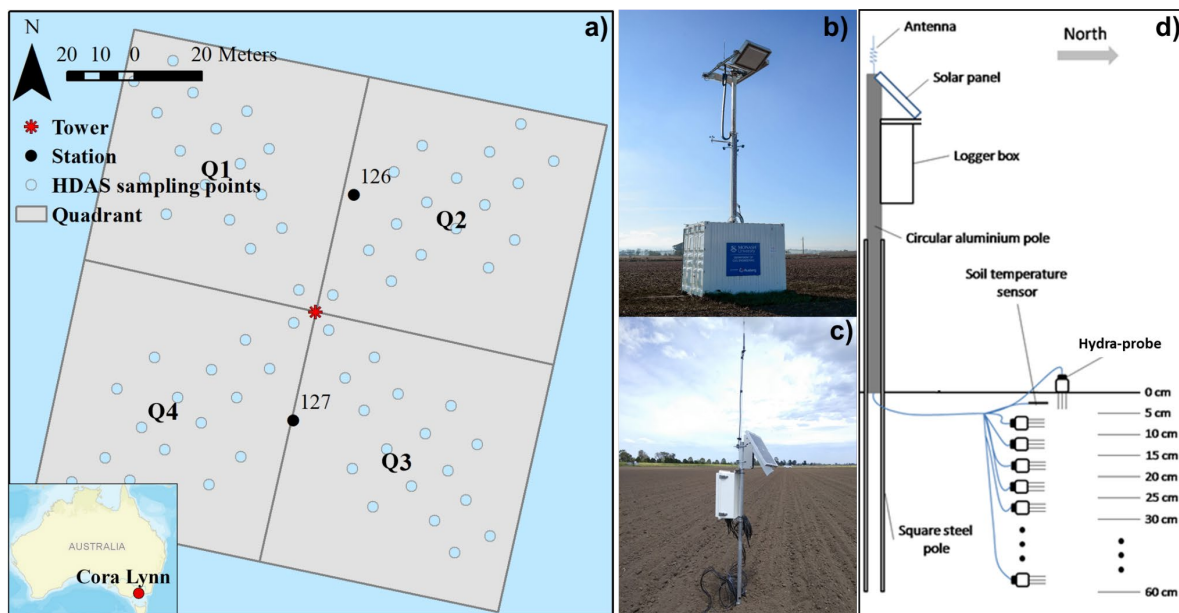 a)
N
20 10 0 20 Meters
Tower
Station
HDAS sampling points
Quadrant
Q1
126
Q2
Q4
127
Q3
AUSTRALIA
Cora Lynn
b)
MONASH
c)
d)
Antenna
North
Solar panel
Logger box
Circular aluminium pole
Soil temperature
sensor
Hydra-probe
0 cm
5 cm
10 cm
15 cm
20 cm
25 cm
30 cm
Square steel
pole
60 cm